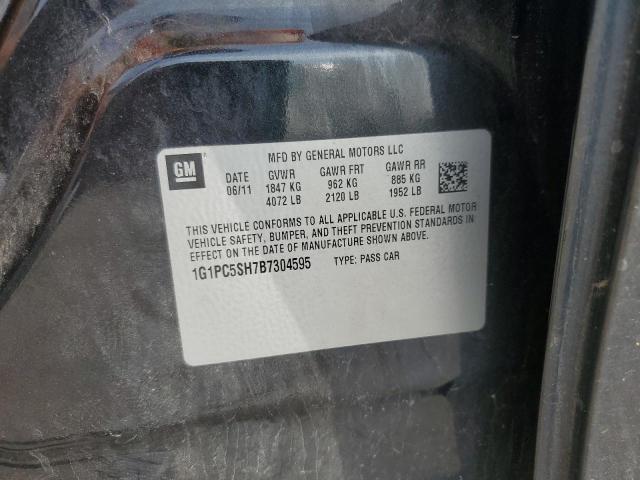 GM
MFD BY GENERAL MOTORS LLC
DATE GVWR GAWR FRT GAWR RR
06/11 1847 KG 962 KG 885 KG
4072 LB 2120 LB 1952 LB
THIS VEHICLE CONFORMS TO ALL APPLICABLE U.S. FEDERAL MOTOR
VEHICLE SAFETY, BUMPER, AND THEFT PREVENTION STANDARDS IN
EFFECT ON THE DATE OF MANUFACTURE SHOWN ABOVE.
1G1PC5SH7B7304595 TYPE: PASS CAR